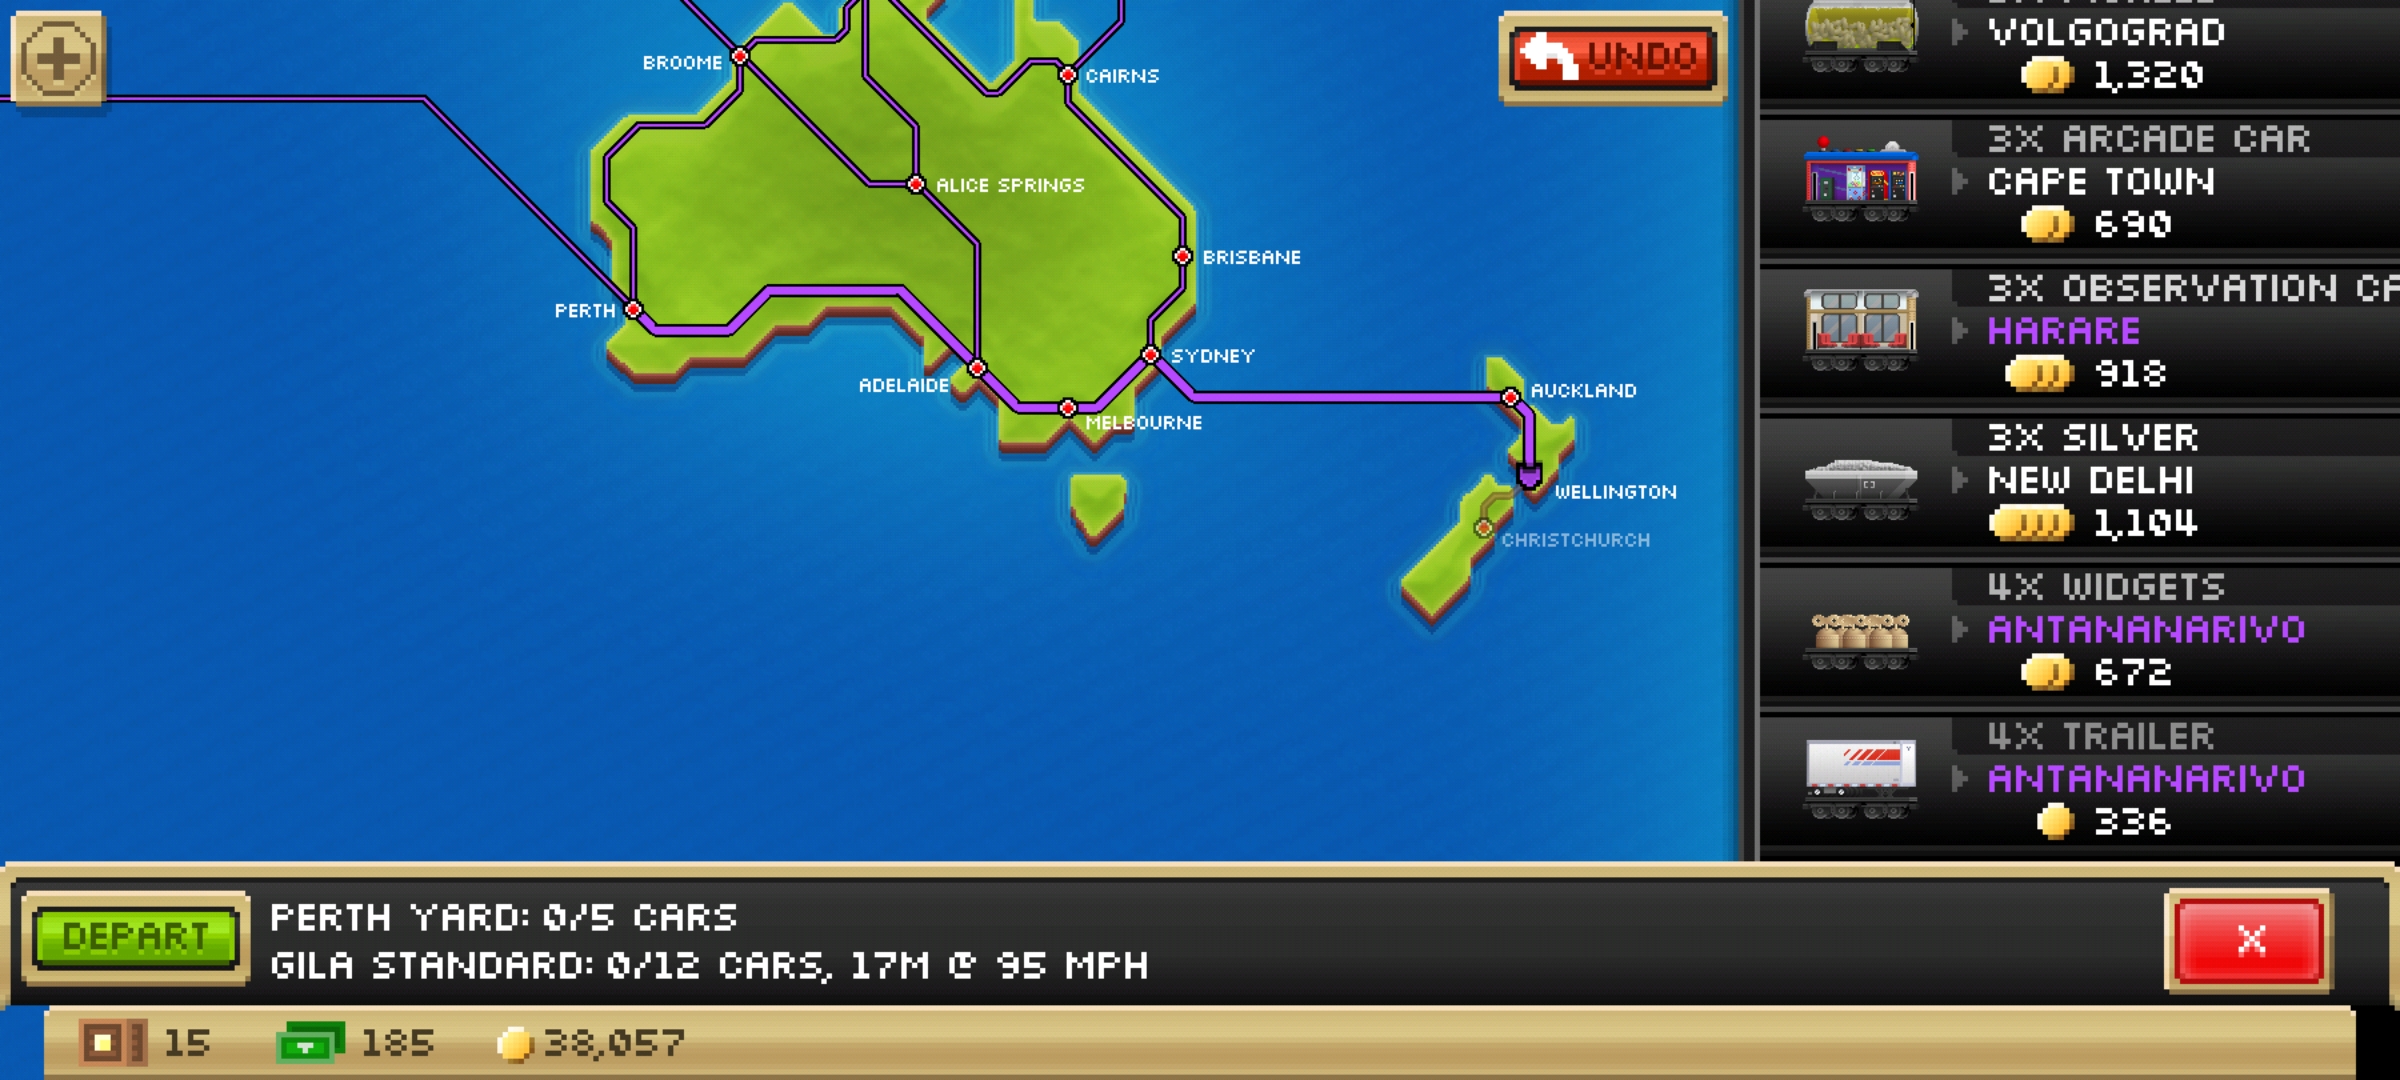 BROOME
CAIRNS
ALICE SPRINGS
BRISBANE
PERTH
SYDNEY
ADELAIDE
MELBOURNE
AUCKLAND
WELLINGTON
CHRISTCHURCH
UNDO
VOLGOGRAD
1,320
3X ARCADE CAR
CAPE TOWN
690
3X OBSERVATION CA
HARARE
918
3X SILVER
NEW DELHI
1,104
4X WIDGETS
ANTANANARIVO
672
4X TRAILER
ANTANANARIVO
336
DEPART
PERTH YARD: 0/5 CARS
GILA STANDARD: 0/12 CARS, 17M @ 95 MPH
X
15
185
38,057